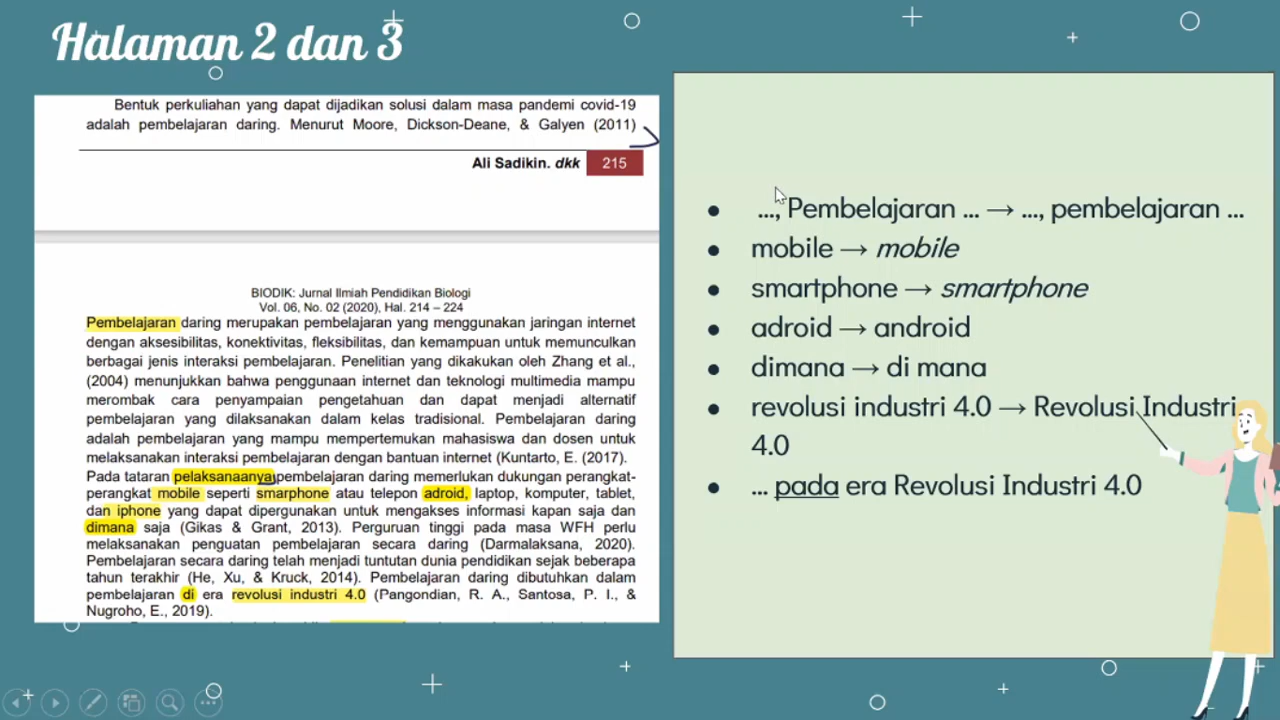 Halaman 2 dan 3
Bentuk perkuliahan yang dapat dijadikan solusi dalam masa pandemi covid-19
adalah pembelajaran daring. Menurut Moore, Dickson-Deane, & Galyen (2011)
Ali Sadikin. dkk 215
BIODIK: Jurnal Ilmiah Pendidikan Biologi
Vol. 06, No. 02 (2020), Hal. 214 – 224
Pembelajaran daring merupakan pembelajaran yang menggunakan jaringan internet
dengan aksesibilitas, konektivitas, fleksibilitas, dan kemampuan untuk memunculkan
berbagai jenis interaksi pembelajaran. Penelitian yang dikakukan oleh Zhang et al.,
(2004) menunjukkan bahwa penggunaan internet dan teknologi multimedia mampu
merombak cara penyampaian pengetahuan dan dapat menjadi alternatif
pembelajaran yang dilaksanakan dalam kelas tradisional. Pembelajaran daring
adalah pembelajaran yang mampu mempertemukan mahasiswa dan dosen untuk
melaksanakan interaksi pembelajaran dengan bantuan internet (Kuntarto, E. (2017).
Pada tataran pelaksanaanya pembelajaran daring memerlukan dukungan perangkat-
perangkat mobile seperti smarphone atau telepon adroid, laptop, komputer, tablet,
dan iphone yang dapat dipergunakan untuk mengakses informasi kapan saja dan
dimana saja (Gikas & Grant, 2013). Perguruan tinggi pada masa WFH perlu
melaksanakan penguatan pembelajaran secara daring (Darmalaksana, 2020).
Pembelajaran secara daring telah menjadi tuntutan dunia pendidikan sejak beberapa
tahun terakhir (He, Xu, & Kruck, 2014). Pembelajaran daring dibutuhkan dalam
pembelajaran di era revolusi industri 4.0 (Pangondian, R. A., Santosa, P. I., &
Nugroho, E., 2019).
• ..., Pembelajaran ... → ..., pembelajaran ...
• mobile → mobile
• smartphone → smartphone
• adroid → android
• dimana → di mana
• revolusi industri 4.0 → Revolusi Industri
4.0
• ... pada era Revolusi Industri 4.0